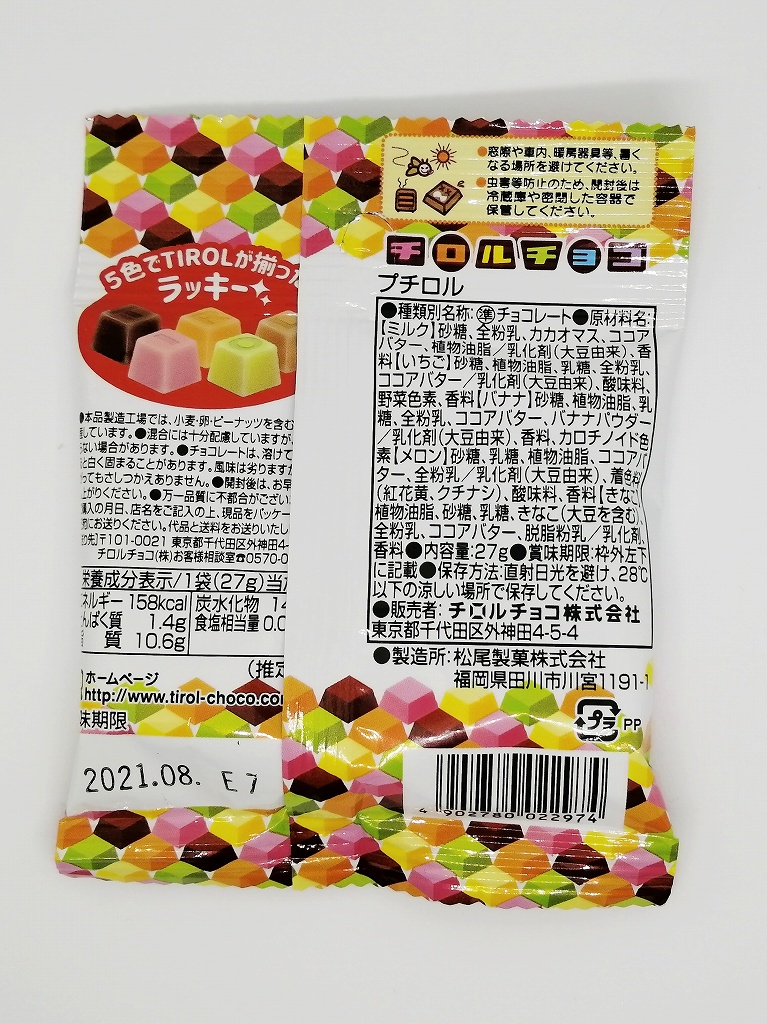 ●窓際や車内、暖房器具等、暑く
なる場所を避けてください。
●虫害等防止のため、開封後は
冷蔵庫や密閉した容器で
保管してください。
チロルチョコ
プチロル
●種類別名称:準チョコレート●原材料名:
【ミルク】砂糖、全粉乳、カカオマス、ココア
バター、植物油脂/乳化剤(大豆由来)、香
料【いちご】砂糖、植物油脂、乳糖、全粉乳、
ココアバター/乳化剤(大豆由来)、酸味料、
野菜色素、香料【バナナ】砂糖、植物油脂、乳
糖、全粉乳、ココアバター、バナナパウダー
/乳化剤(大豆由来)、香料、カロチノイド色
素【メロン】砂糖、乳糖、植物油脂、ココアバ
ター、全粉乳/乳化剤(大豆由来)、着色料
(紅花黄、クチナシ)、酸味料、香料【きなこ】
植物油脂、砂糖、乳糖、きなこ(大豆を含む)、
全粉乳、ココアバター、脱脂粉乳/乳化剤、
香料●内容量:27g●賞味期限:枠外左下
に記載●保存方法:直射日光を避け、28℃
以下の涼しい場所で保存してください。
●販売者:チロルチョコ株式会社
東京都千代田区外神田4-5-4
●製造所:松尾製菓株式会社
福岡県田川市川宮1191-1
プラ PP
4 902780 022974
5色でTIROLが揃った
ラッキー
●本品製造工場では、小麦・卵・ピーナッツを含む
しています。●混合には十分配慮していますが、
ない場合があります。●チョコレートは、溶けて
と白く固まることがあります。風味は劣りますが
ってもさしつかえありません。●開封後は、お早
上がりください。●万一品質に不都合がござい
購入の月日、店名をご記入の上、現品をパッケー
にお送りください。代品と送料をお送りいたし
先]〒101-0021 東京都千代田区外神田4-
チロルチョコ(株)お客様相談室☎0570-0
栄養成分表示/1袋(27g)当
ネルギー 158kcal 炭水化物 14
んぱく質 1.4g 食塩相当量 0.0
質 10.6g
(推定
ホームページ
http://www.tirol-choco.co
味期限
2021.08. E7